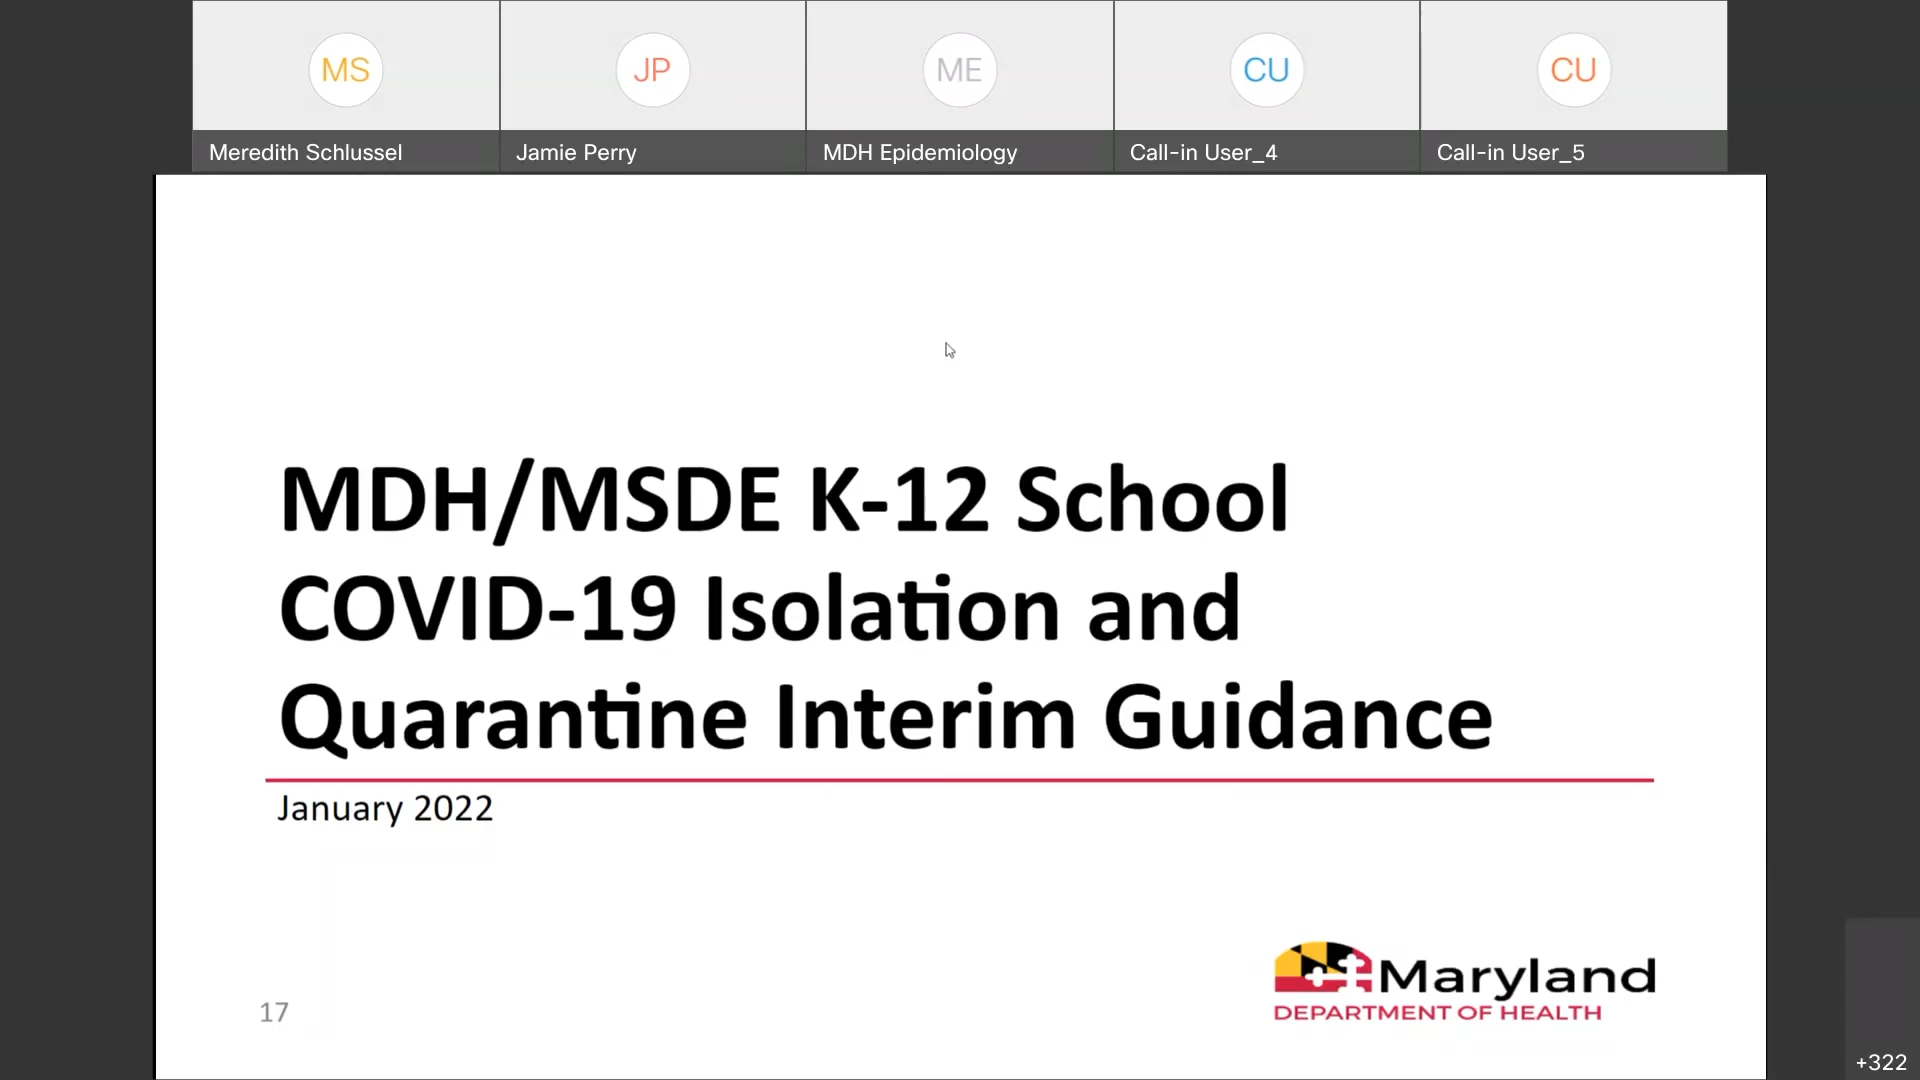 MS
JP
ME
CU
CU
Meredith Schlussel
Jamie Perry
MDH Epidemiology
Call-in User_4
Call-in User_5
MDH/MSDE K-12 School
COVID-19 Isolation and
Quarantine Interim Guidance
January 2022
17
Maryland
DEPARTMENT OF HEALTH
+322